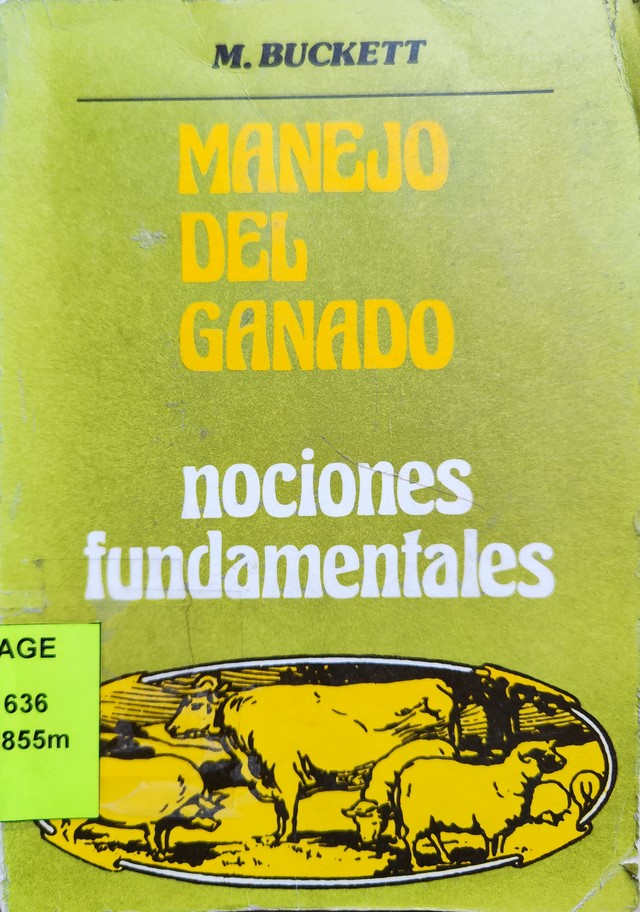 M. BUCKETT
MANEJO
DEL
GANADO
nociones
fundamentales
AGE
636
855m